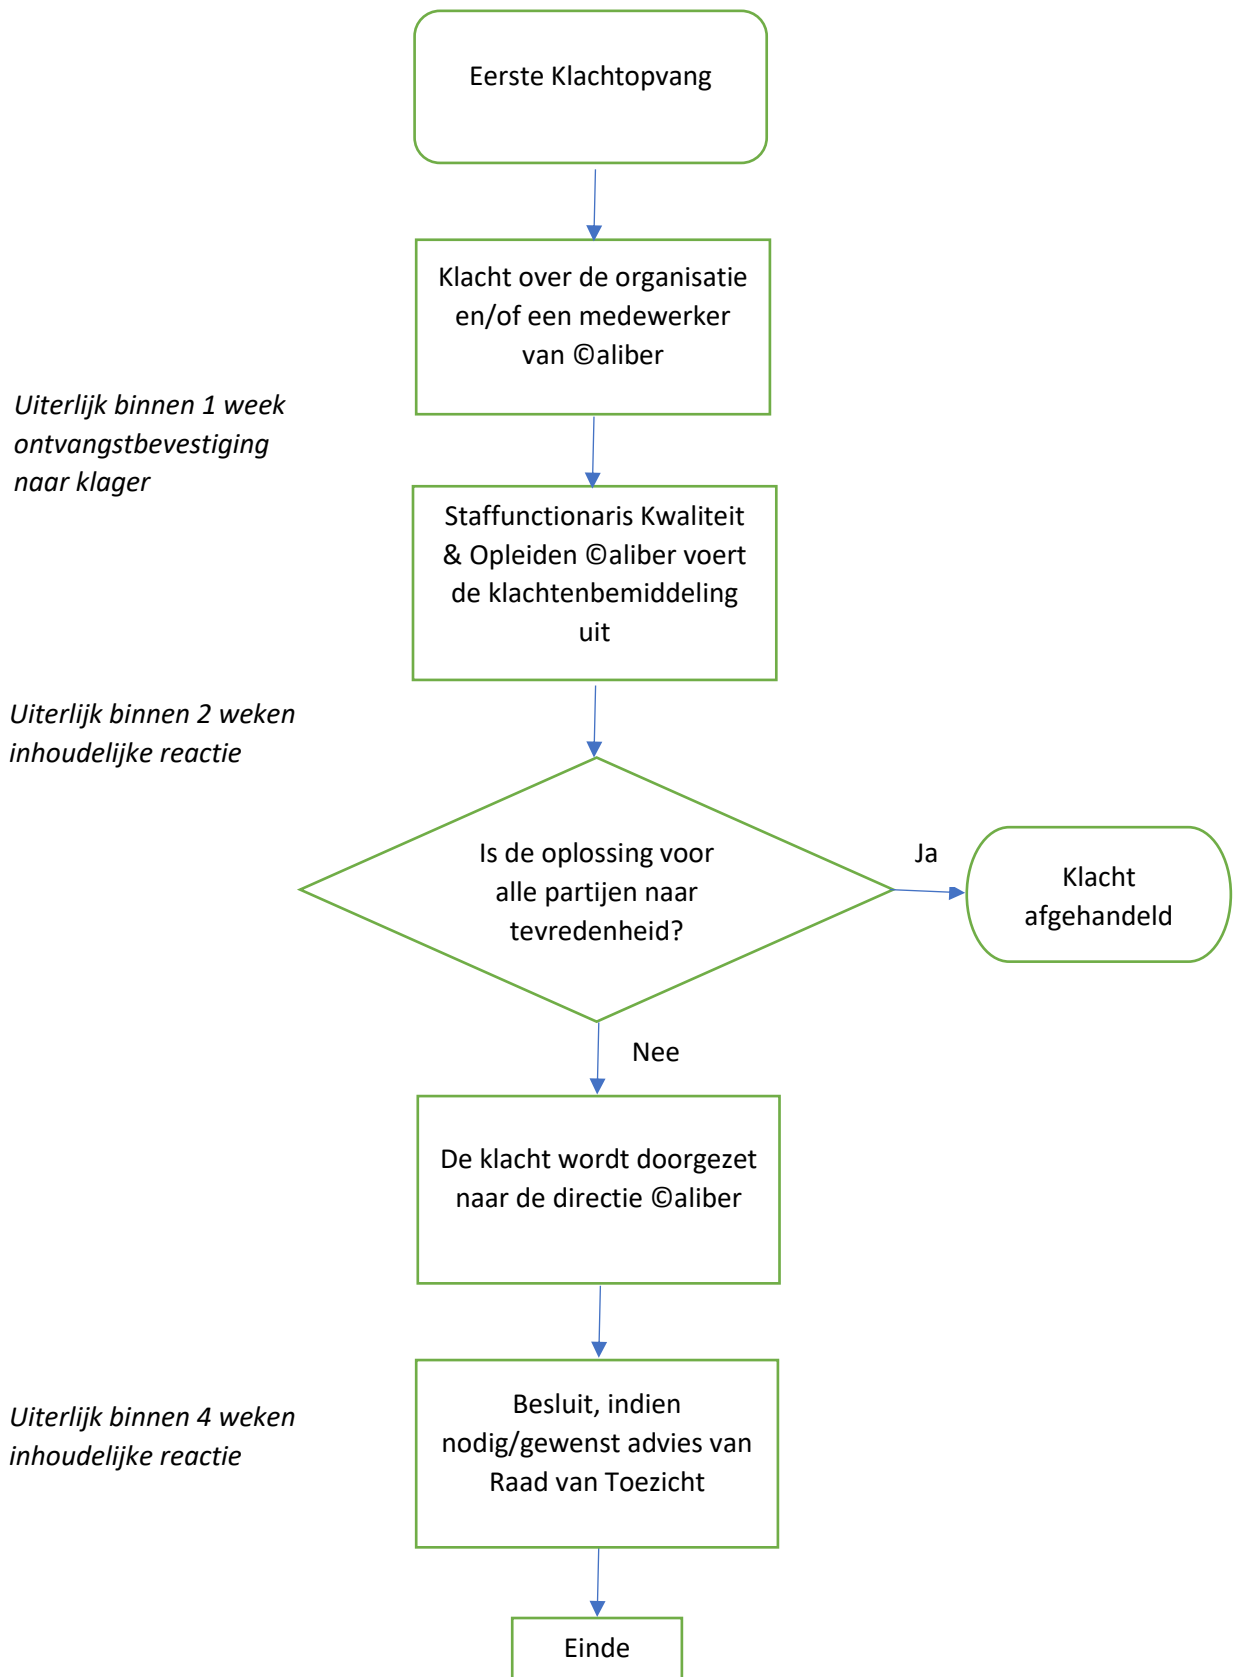 Eerste Klachtopvang
Klacht over de organisatie
en/of een medewerker
van ©aliber
Uiterlijk binnen 1 week
ontvangstbevestiging
naar klager
Staffunctionaris Kwaliteit
& Opleiden ©aliber voert
de klachtenbemiddeling
uit
Uiterlijk binnen 2 weken
inhoudelijke reactie
Is de oplossing voor
alle partijen naar
tevredenheid?
Ja
Klacht
afgehandeld
Nee
De klacht wordt doorgezet
naar de directie ©aliber
Uiterlijk binnen 4 weken
inhoudelijke reactie
Besluit, indien
nodig/gewenst advies van
Raad van Toezicht
Einde